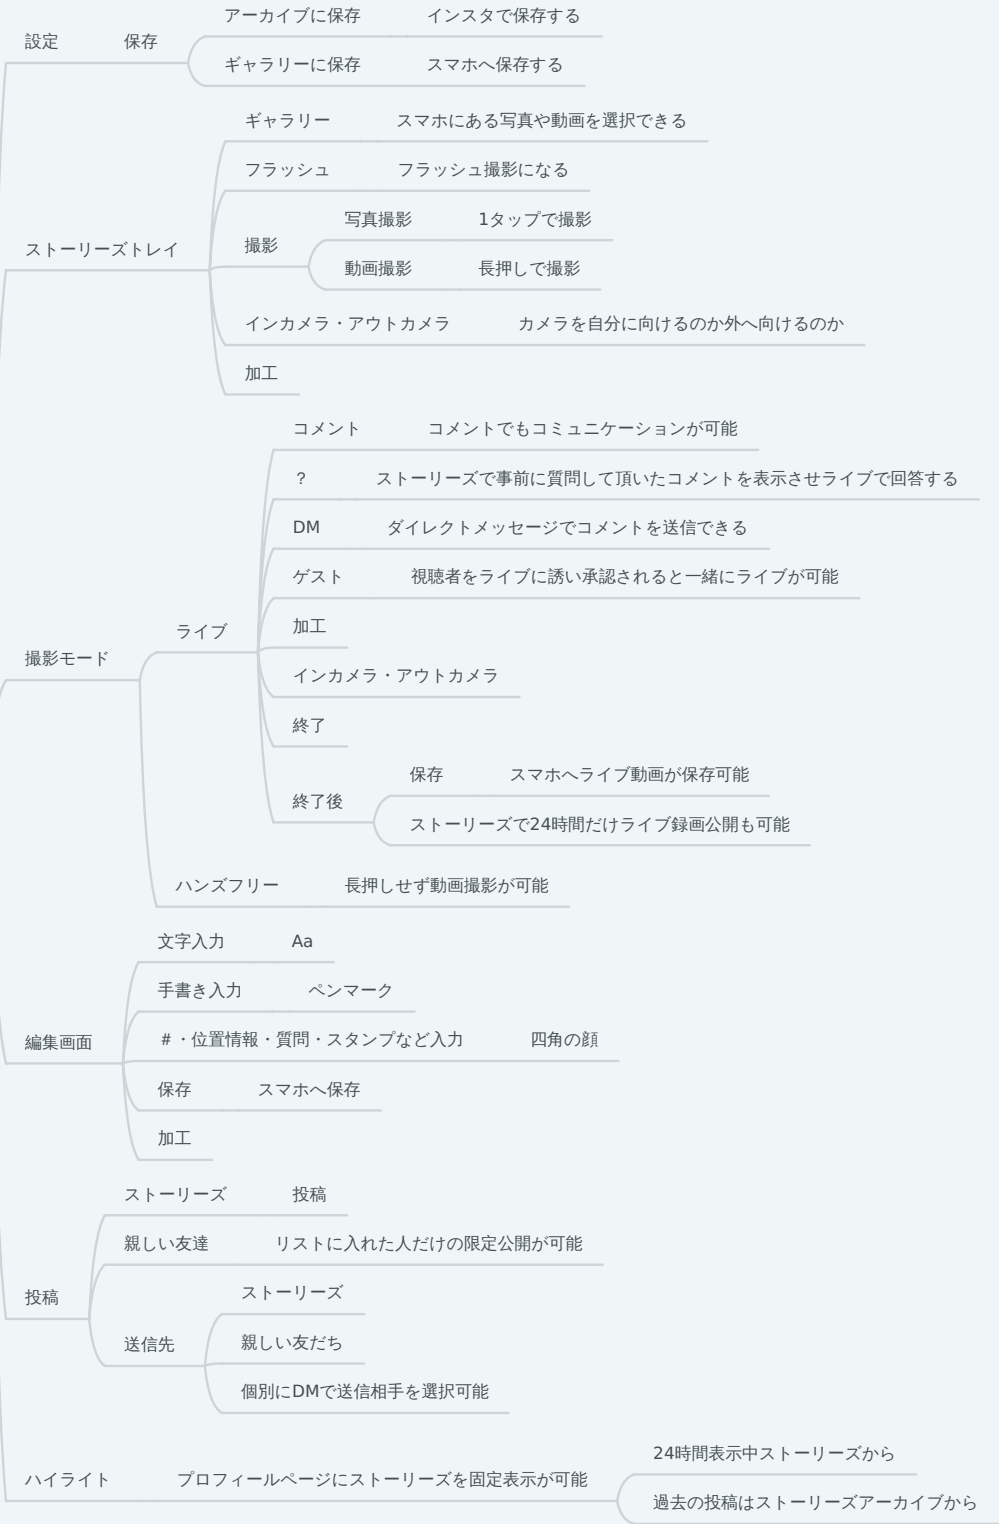 設定
保存
アーカイブに保存
インスタで保存する
ギャラリーに保存
スマホへ保存する
ストーリーズトレイ
ギャラリー
スマホにある写真や動画を選択できる
フラッシュ
フラッシュ撮影になる
撮影
写真撮影
1タップで撮影
動画撮影
長押しで撮影
インカメラ・アウトカメラ
カメラを自分に向けるのか外へ向けるのか
加工
撮影モード
ライブ
コメント
コメントでもコミュニケーションが可能
？
ストーリーズで事前に質問して頂いたコメントを表示させライブで回答する
DM
ダイレクトメッセージでコメントを送信できる
ゲスト
視聴者をライブに誘い承認されると一緒にライブが可能
加工
インカメラ・アウトカメラ
終了
終了後
保存
スマホへライブ動画が保存可能
ストーリーズで24時間だけライブ録画公開も可能
ハンズフリー
長押しせず動画撮影が可能
編集画面
文字入力
Aa
手書き入力
ペンマーク
＃・位置情報・質問・スタンプなど入力
四角の顔
保存
スマホへ保存
加工
投稿
ストーリーズ
投稿
親しい友達
リストに入れた人だけの限定公開が可能
送信先
ストーリーズ
親しい友だち
個別にDMで送信相手を選択可能
ハイライト
プロフィールページにストーリーズを固定表示が可能
24時間表示中ストーリーズから
過去の投稿はストーリーズアーカイブから